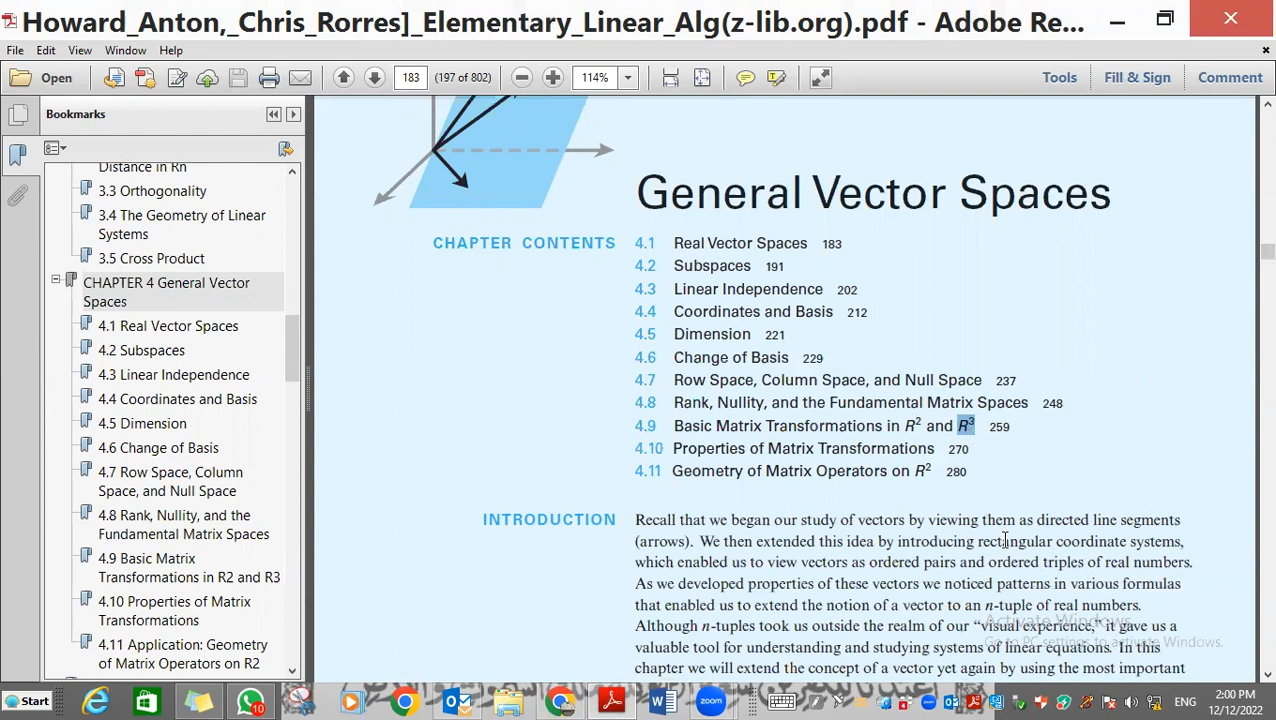 Howard_Anton,_Chris_Rorres]_Elementary_Linear_Alg(z-lib.org).pdf - Adobe Re...
File Edit View Window Help
Open 183 (197 of 802) 114% Tools Fill & Sign Comment
Bookmarks
Distance in Rn
3.3 Orthogonality
3.4 The Geometry of Linear
Systems
3.5 Cross Product
CHAPTER 4 General Vector
Spaces
4.1 Real Vector Spaces
4.2 Subspaces
4.3 Linear Independence
4.4 Coordinates and Basis
4.5 Dimension
4.6 Change of Basis
4.7 Row Space, Column
Space, and Null Space
4.8 Rank, Nullity, and the
Fundamental Matrix Spaces
4.9 Basic Matrix
Transformations in R2 and R3
4.10 Properties of Matrix
Transformations
4.11 Application: Geometry
of Matrix Operators on R2
General Vector Spaces
CHAPTER CONTENTS
4.1 Real Vector Spaces 183
4.2 Subspaces 191
4.3 Linear Independence 202
4.4 Coordinates and Basis 212
4.5 Dimension 221
4.6 Change of Basis 229
4.7 Row Space, Column Space, and Null Space 237
4.8 Rank, Nullity, and the Fundamental Matrix Spaces 248
4.9 Basic Matrix Transformations in R² and R³ 259
4.10 Properties of Matrix Transformations 270
4.11 Geometry of Matrix Operators on R² 280
INTRODUCTION
Recall that we began our study of vectors by viewing them as directed line segments
(arrows). We then extended this idea by introducing rectangular coordinate systems,
which enabled us to view vectors as ordered pairs and ordered triples of real numbers.
As we developed properties of these vectors we noticed patterns in various formulas
that enabled us to extend the notion of a vector to an n-tuple of real numbers.
Although n-tuples took us outside the realm of our “visual experience,” it gave us a
valuable tool for understanding and studying systems of linear equations. In this
chapter we will extend the concept of a vector yet again by using the most important
Activate Windows
Go to PC settings to activate Windows.
Start
10
zoom
ENG
2:00 PM
12/12/2022